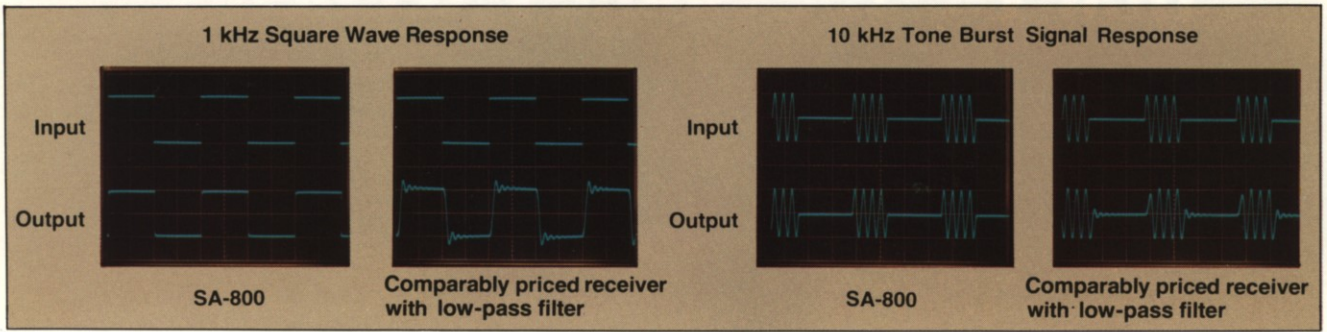 1 kHz Square Wave Response
Input
Output
SA-800
Comparably priced receiver
with low-pass filter
10 kHz Tone Burst Signal Response
Input
Output
SA-800
Comparably priced receiver
with low-pass filter